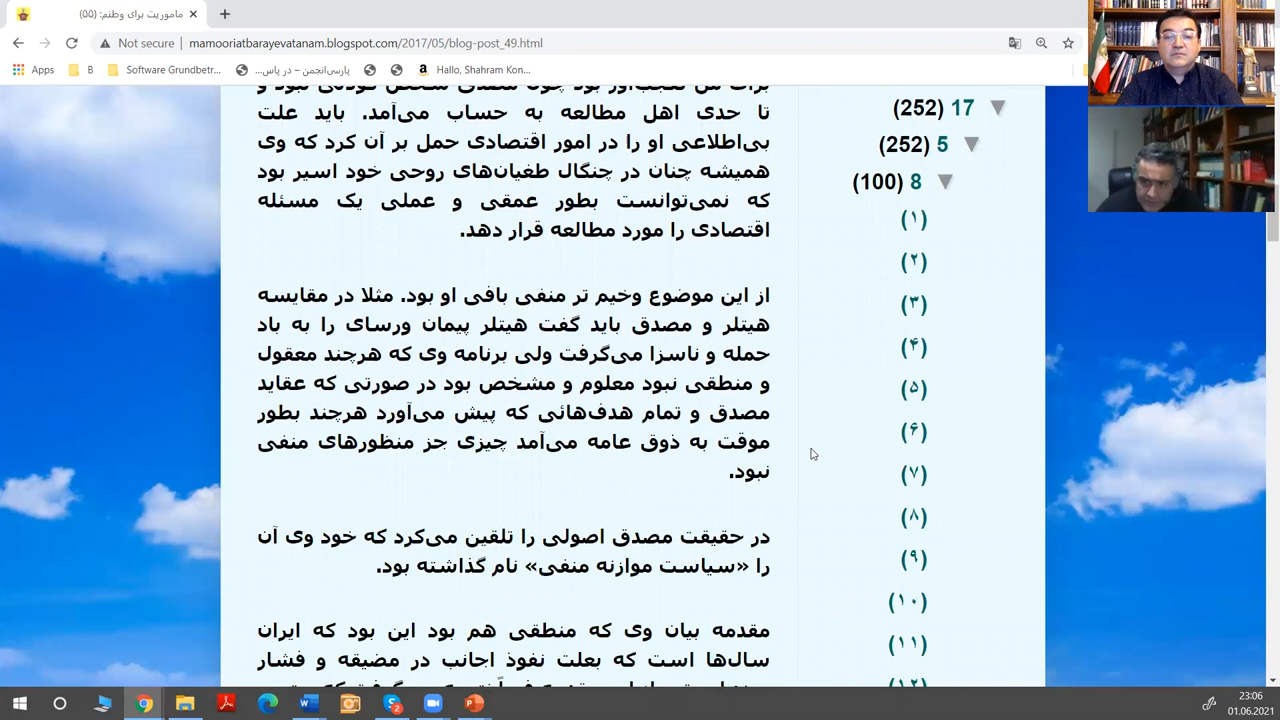 ماموریت برای وطنم: (۵۵)
Not secure
mamooriatbarayevatanam.blogspot.com/2017/05/blog-post_49.html
Apps
B
Software Grundbetr...
پارسی‌انجمن – در پاس...
Hallo, Shahram Kon...
تا حدی اهل مطالعه به حساب می‌آمد. باید علت
بی‌اطلاعی او را در امور اقتصادی حمل بر آن کرد که وی
همیشه چنان در چنگال طغیان‌های روحی خود اسیر بود
که نمی‌توانست بطور عمقی و عملی یک مسئله
اقتصادی را مورد مطالعه قرار دهد.
از این موضوع وخیم تر منفی بافی او بود. مثلا در مقایسه
هیتلر و مصدق باید گفت هیتلر پیمان ورسای را به باد
حمله و ناسزا می‌گرفت ولی برنامه وی که هرچند معقول
و منطقی نبود معلوم و مشخص بود در صورتی که عقاید
مصدق و تمام هدف‌هائی که پیش می‌آورد هرچند بطور
موقت به ذوق عامه می‌آمد چیزی جز منظورهای منفی
نبود.
در حقیقت مصدق اصولی را تلقین می‌کرد که خود وی آن
را «سیاست موازنه منفی» نام گذاشته بود.
مقدمه بیان وی که منطقی هم بود این بود که ایران
سال‌ها است که بعلت نفوذ اجانب در مضیقه و فشار
▼ 17 (252)
▼ 5 (252)
▼ 8 (100)
(۱)
(۲)
(۳)
(۴)
(۵)
(۶)
(۷)
(۸)
(۹)
(۱۰)
(۱۱)
(۱۲)
23:06
01.06.2021